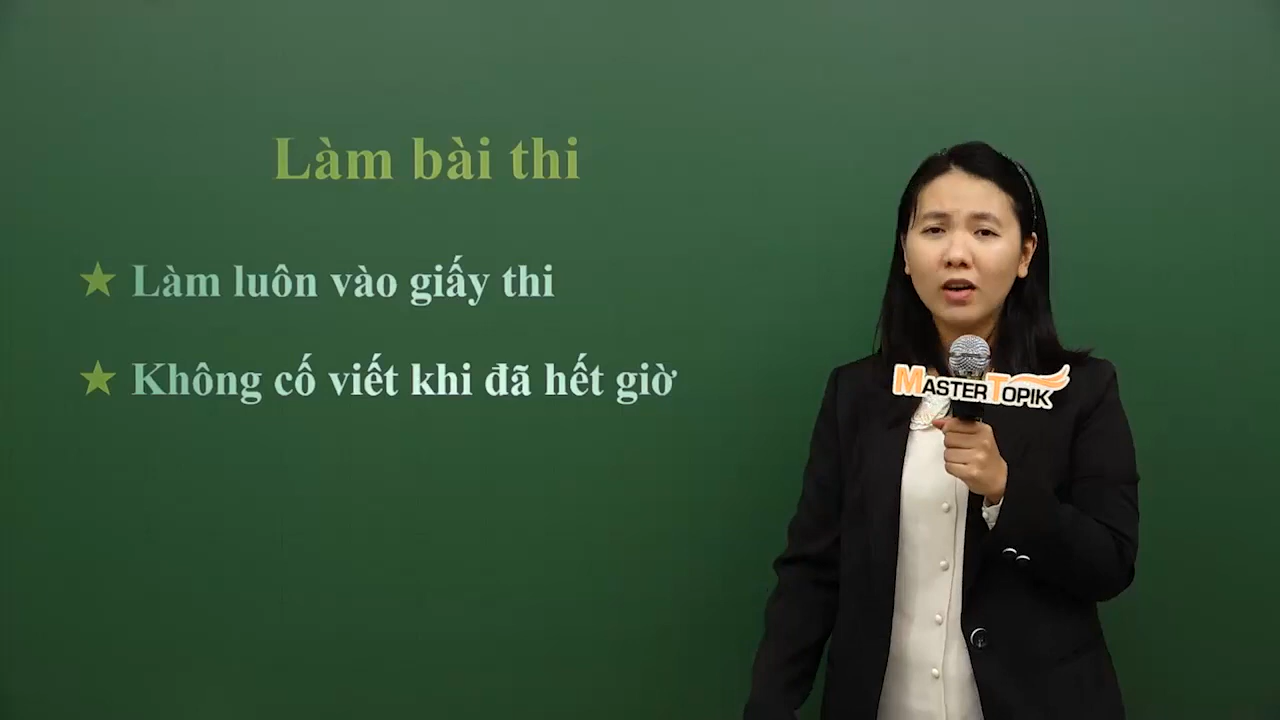 Làm bài thi
★ Làm luôn vào giấy thi
★ Không cố viết khi đã hết giờ
MASTER TOPIK